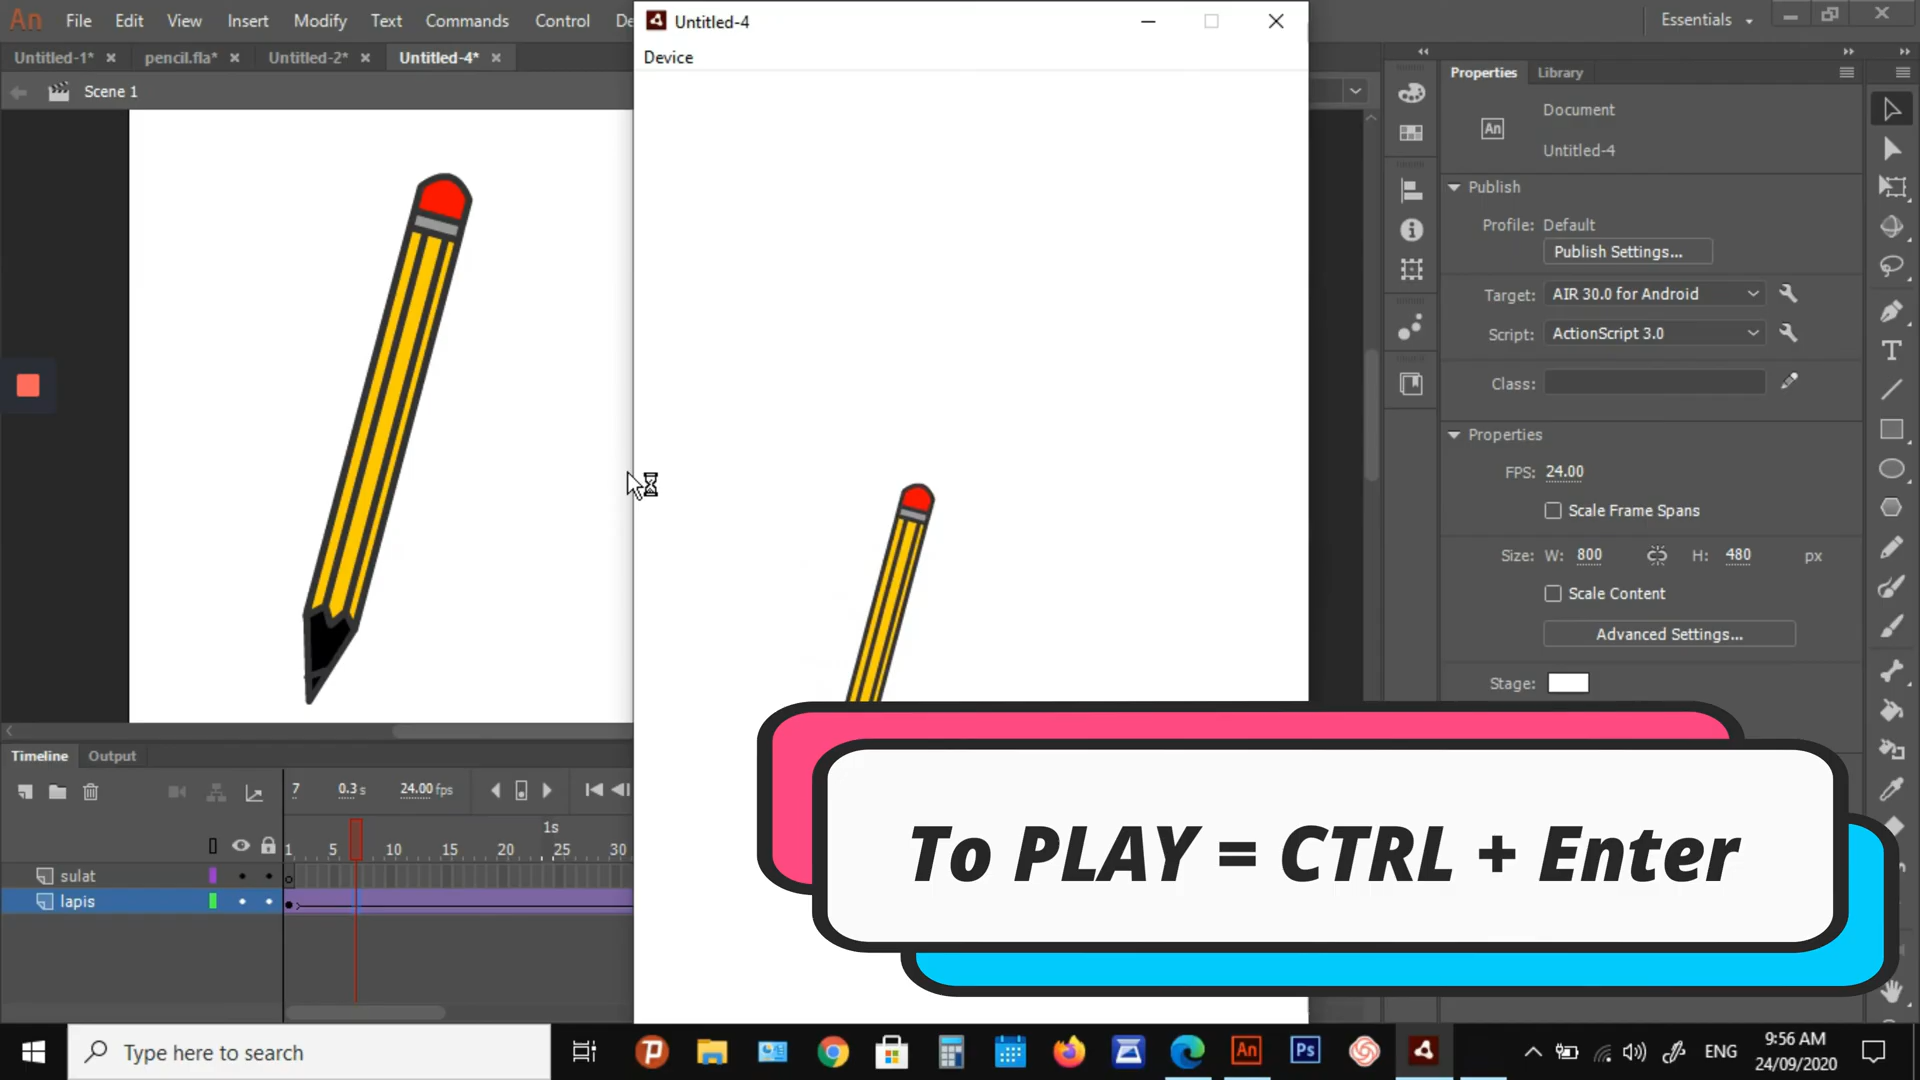 An File Edit View Insert Modify Text Commands Control De
Untitled-4
Essentials
Device
Untitled-1* × pencil.fla* × Untitled-2* × Untitled-4* ×
Scene 1
Properties Library
Document
An
Untitled-4
Publish
Profile: Default
Publish Settings...
Target: AIR 30.0 for Android
Script: ActionScript 3.0
Class:
Properties
FPS: 24.00
Scale Frame Spans
Size: W: 800 H: 480 px
Scale Content
Advanced Settings...
Stage:
Timeline Output
7 0.3 s 24.00 fps
1s
1 5 10 15 20 25 30
sulat
lapis
To PLAY = CTRL + Enter
Type here to search
An Ps
ENG
9:56 AM
24/09/2020